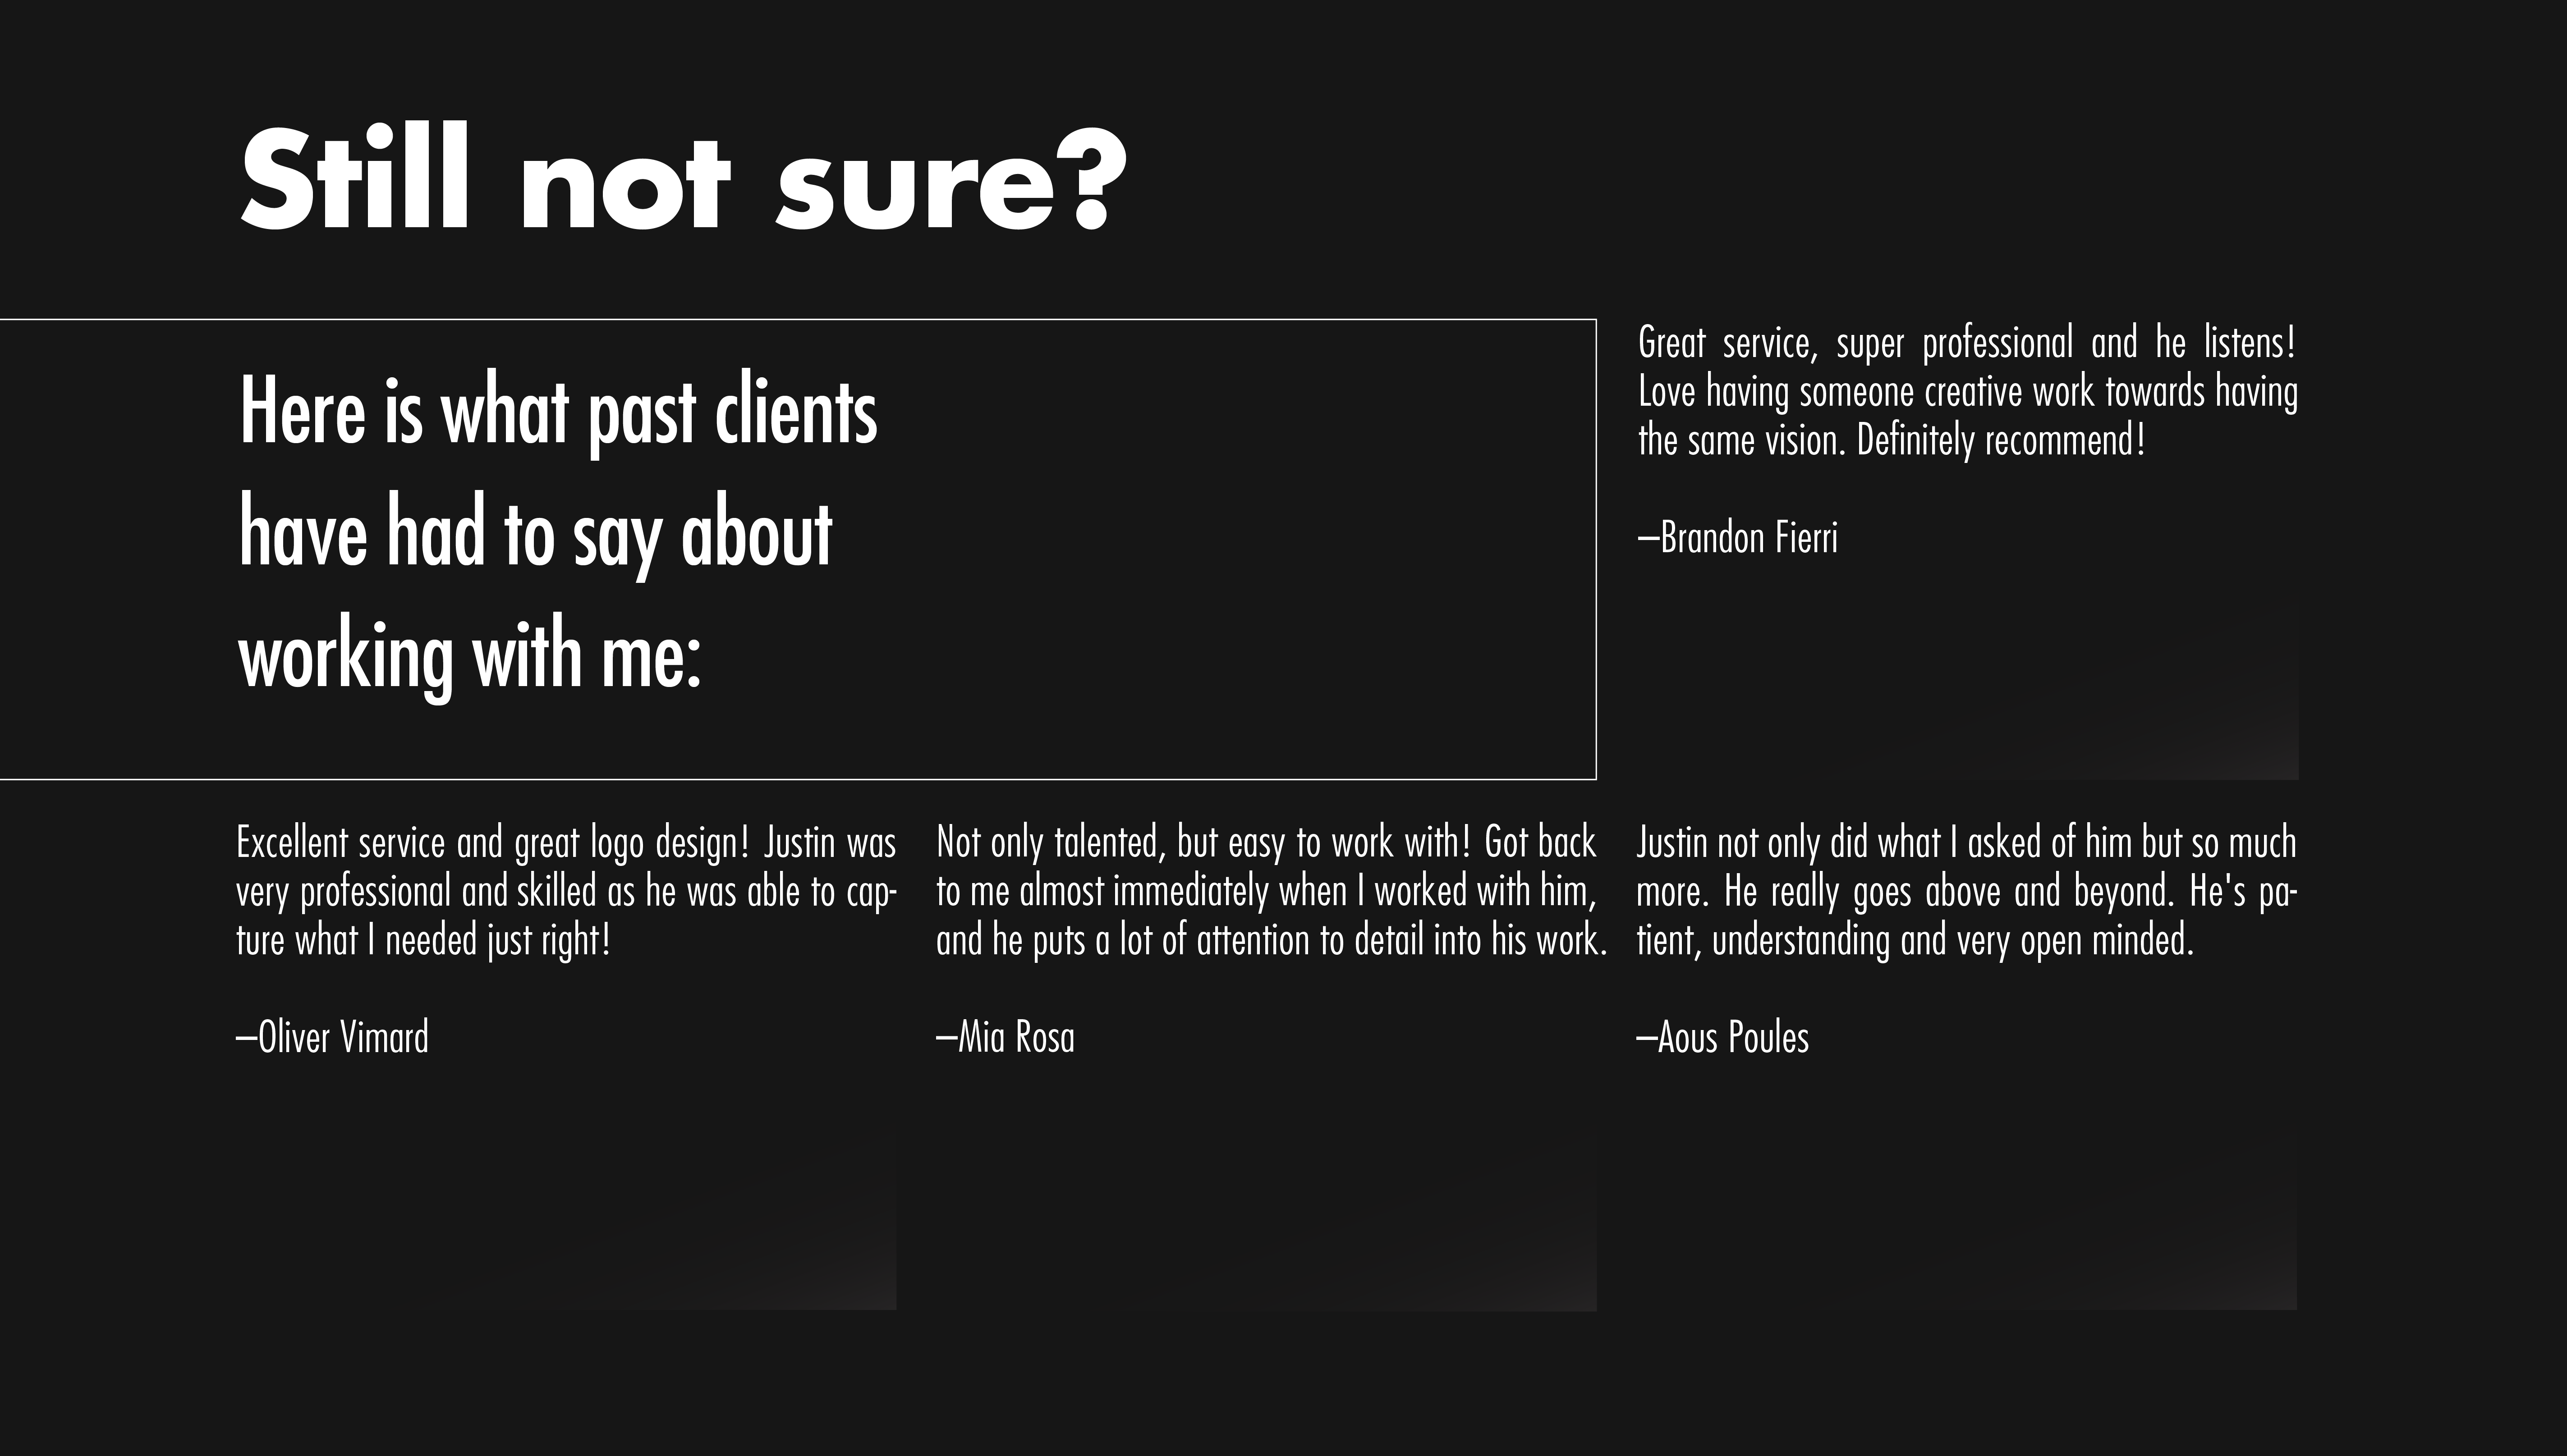 Still not sure?
Here is what past clients
have had to say about
working with me:
Great service, super professional and he listens!
Love having someone creative work towards having
the same vision. Definitely recommend!
–Brandon Fierri
Excellent service and great logo design! Justin was
very professional and skilled as he was able to cap-
ture what I needed just right!
–Oliver Vimard
Not only talented, but easy to work with! Got back
to me almost immediately when I worked with him,
and he puts a lot of attention to detail into his work.
–Mia Rosa
Justin not only did what I asked of him but so much
more. He really goes above and beyond. He's pa-
tient, understanding and very open minded.
–Aous Poules